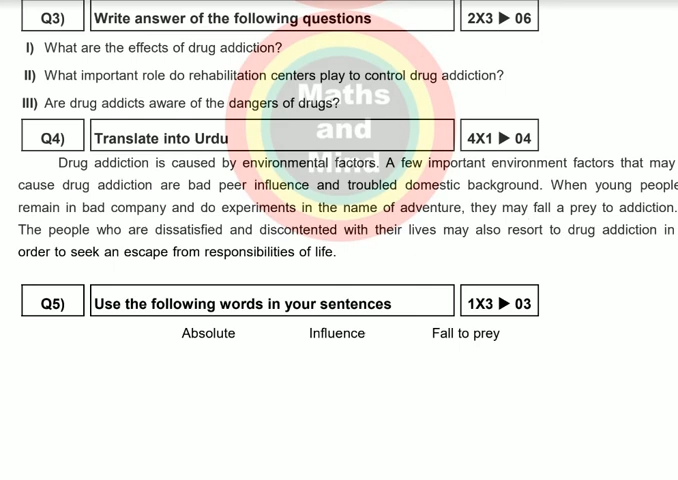 Q3) Write answer of the following questions 2X3 ▶ 06
I) What are the effects of drug addiction?
II) What important role do rehabilitation centers play to control drug addiction?
III) Are drug addicts aware of the dangers of drugs?
Q4) Translate into Urdu 4X1 ▶ 04
Drug addiction is caused by environmental factors. A few important environment factors that may
cause drug addiction are bad peer influence and troubled domestic background. When young people
remain in bad company and do experiments in the name of adventure, they may fall a prey to addiction.
The people who are dissatisfied and discontented with their lives may also resort to drug addiction in
order to seek an escape from responsibilities of life.
Q5) Use the following words in your sentences 1X3 ▶ 03
Absolute Influence Fall to prey
Maths
and
Mind